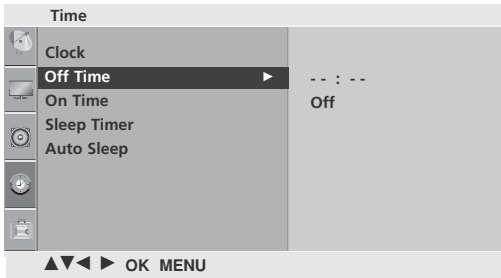 Time
Clock
Off Time ►
- - : - -
On Time
Off
Sleep Timer
Auto Sleep
▲▼◄ ► OK MENU